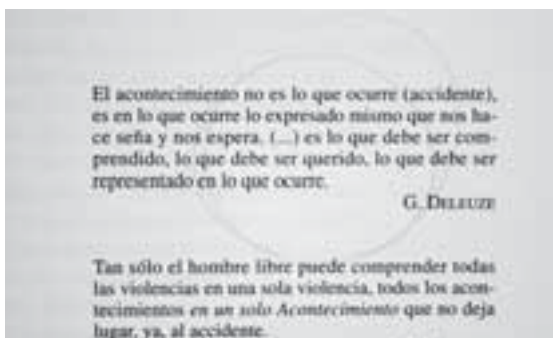 El acontecimiento no es lo que ocurre (accidente),
es en lo que ocurre lo expresado mismo que nos ha-
ce seña y nos espera. (...) es lo que debe ser com-
prendido, lo que debe ser querido, lo que debe ser
representado en lo que ocurre.
G. DELEUZE
Tan sólo el hombre libre puede comprender todas
las violencias en una sola violencia, todos los acon-
tecimientos en un solo Acontecimiento que no deja
lugar, ya, al accidente.